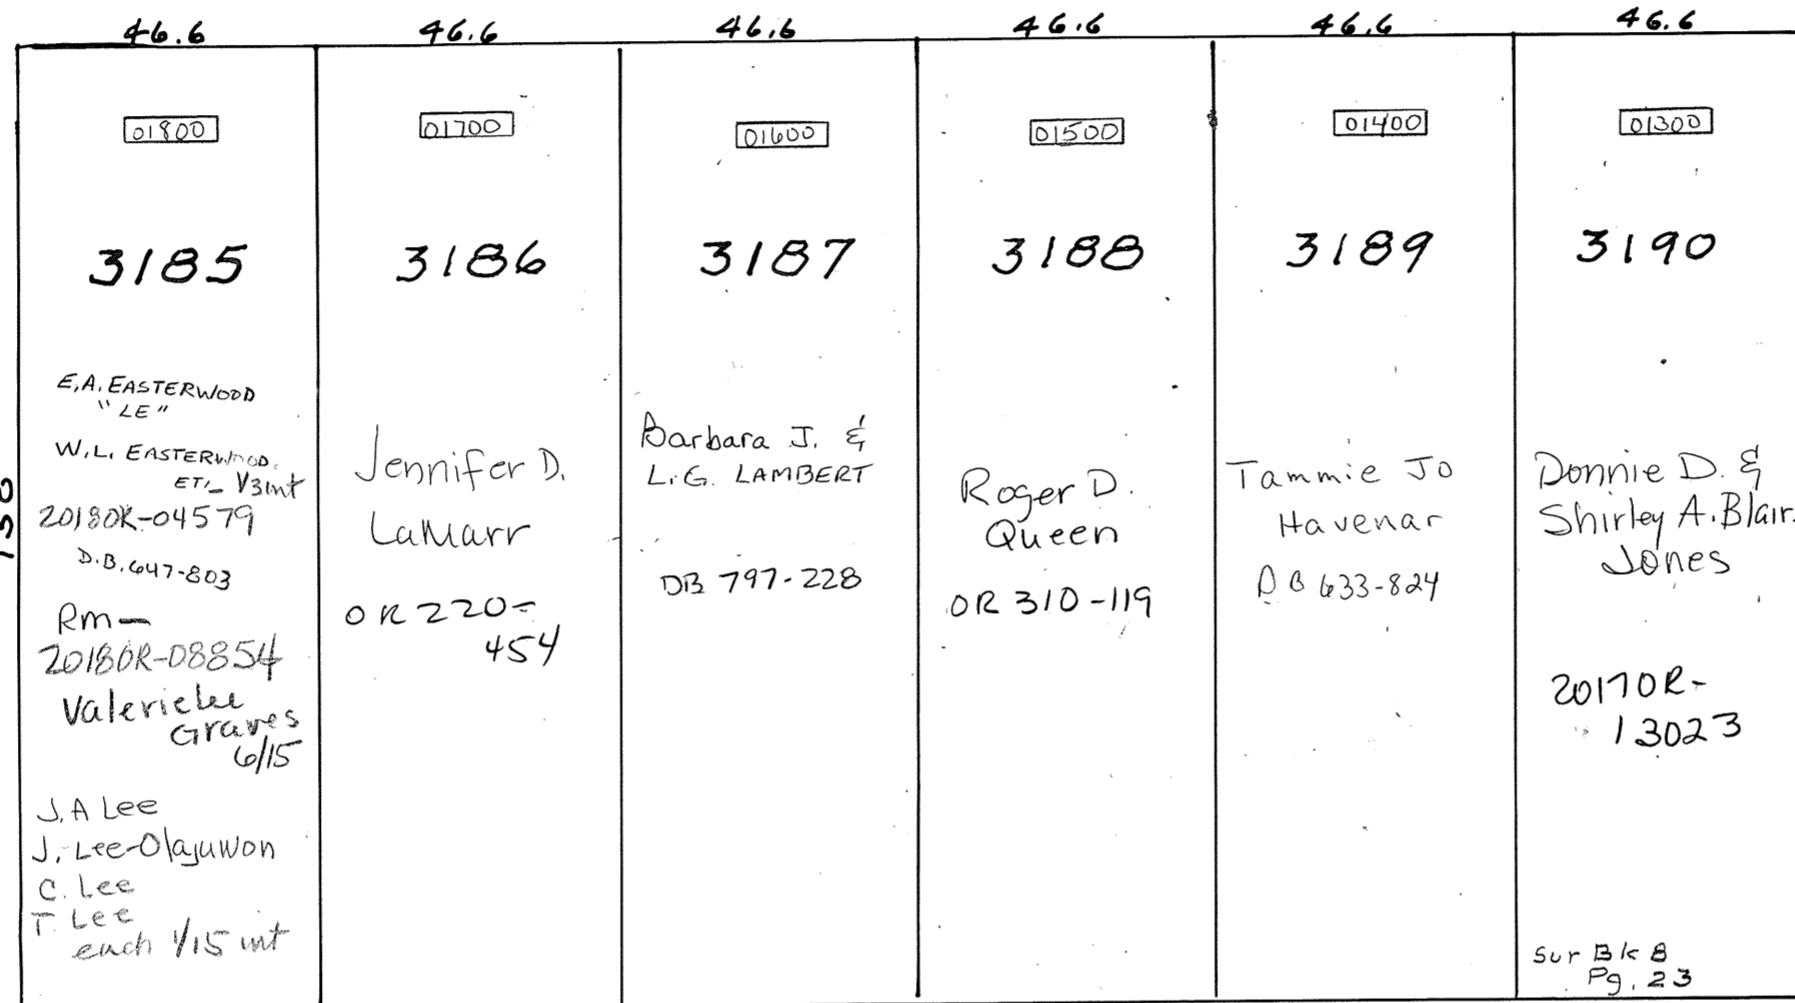 46.6
46.6
46.6
46.6
46.6
46.6
01800
3185
E.A. EASTERWOOD
"LE"
W.L. EASTERWOOD,
1/3 int
2018OR-04579
D.B. 647-803
Rm-
2018OR-08854
Valerie Lee
Graves
6/15
J.A Lee
J. Lee-Olajuwon
C. Lee
T. Lee
each 1/15 int
01700
3186
Jennifer D.
LaMarr
OR 220-
454
01600
3187
Barbara J. &
L.G. LAMBERT
DB 797-228
01500
3188
Roger D.
Queen
OR 310-119
01400
3189
Tammie Jo
Havenar
DB 633-824
01300
3190
Donnie D. &
Shirley A. Blair
Jones
2017OR-
13023
Sur Bk 8
Pg. 23